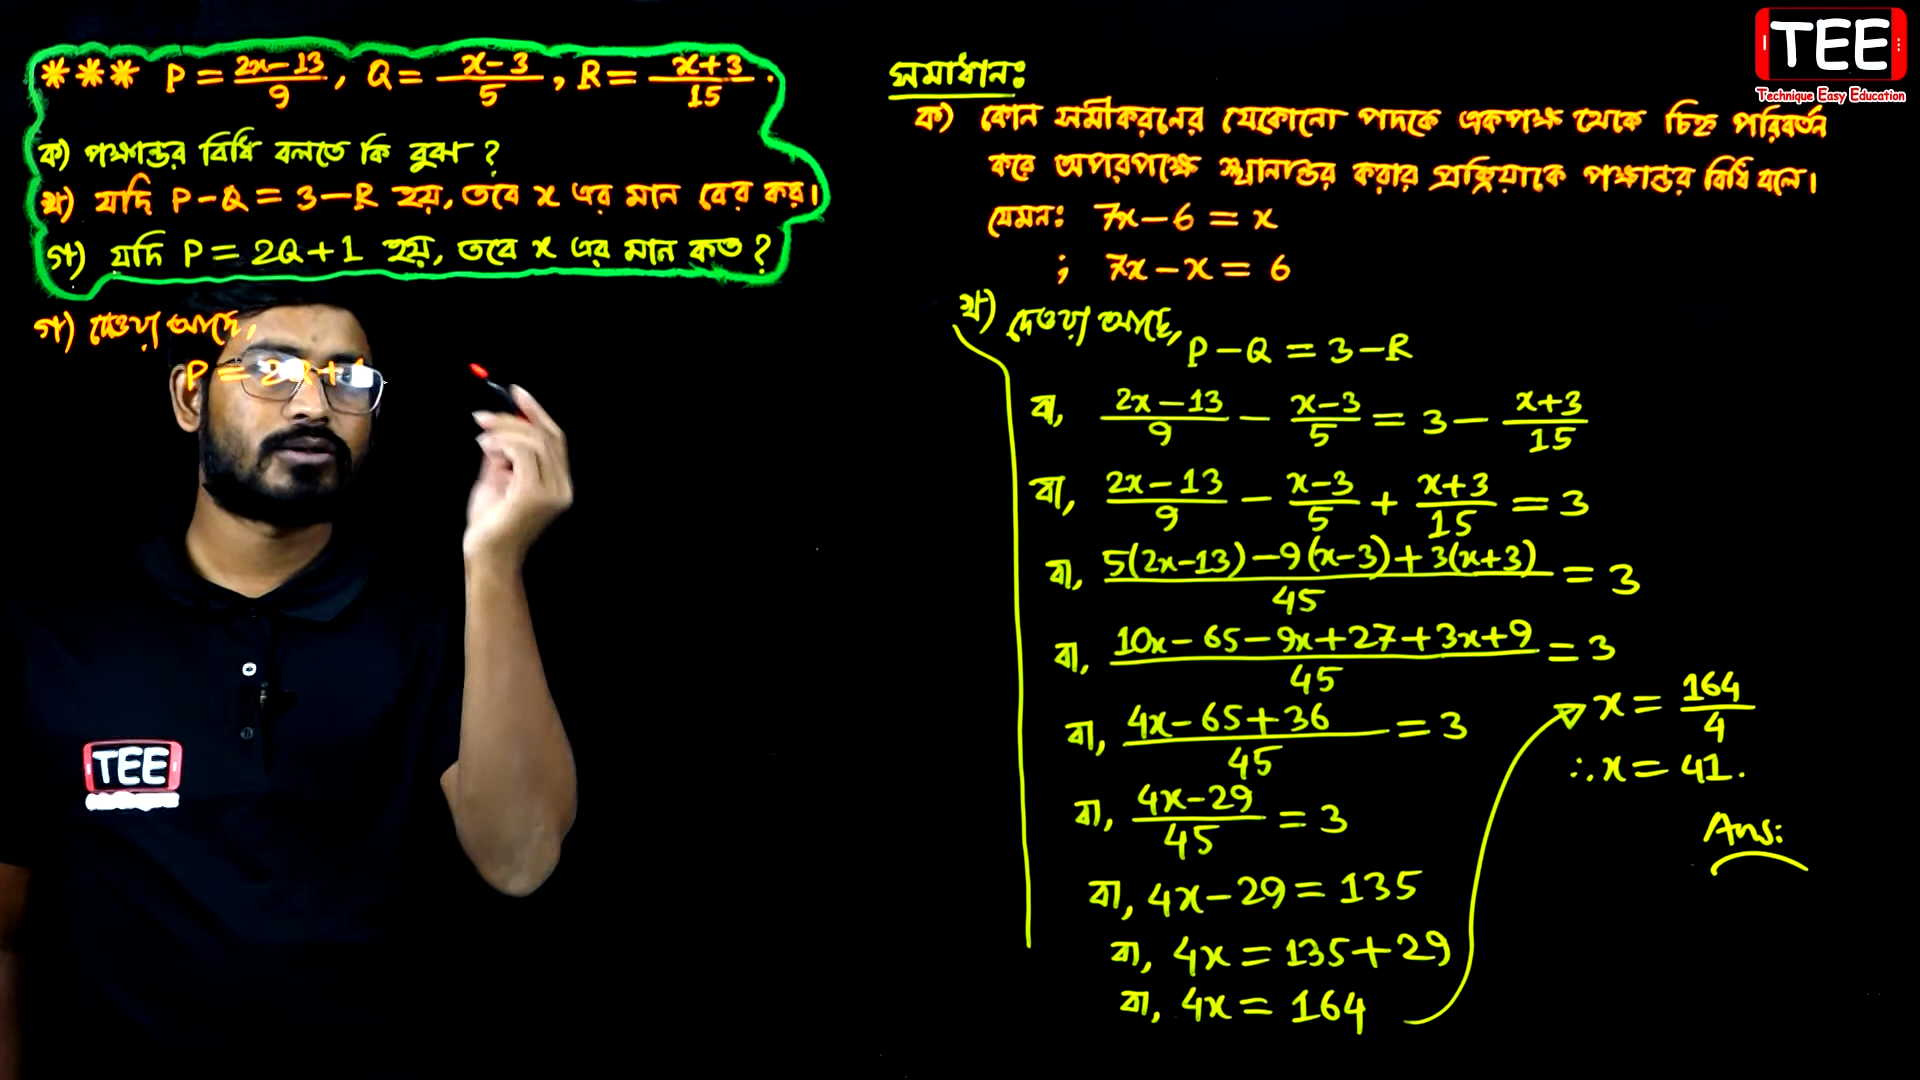 *** P = (2x-13)/9, Q = (x-3)/5, R = (x+3)/15.
ক) পক্ষান্তর বিধি বলতে কি বুঝ ?
খ) যদি P-Q = 3-R হয়, তবে x এর মান বের কর।
গ) যদি P = 2Q+1 হয়, তবে x এর মান কত ?
গ) দেওয়া আছে,
P = 2Q+1
TEE
TEE
Technique Easy Education
সমাধানঃ
ক) কোন সমীকরণের যেকোনো পদকে একপক্ষ থেকে চিহ্ন পরিবর্তন
করে অপরপক্ষে স্থানান্তর করার প্রক্রিয়াকে পক্ষান্তর বিধি বলে।
যেমনঃ 7x-6 = x
; 7x-x = 6
খ) দেওয়া আছে,
P-Q = 3-R
বা, (2x-13)/9 - (x-3)/5 = 3 - (x+3)/15
বা, (2x-13)/9 - (x-3)/5 + (x+3)/15 = 3
বা, (5(2x-13)-9(x-3)+3(x+3))/45 = 3
বা, (10x-65-9x+27+3x+9)/45 = 3
বা, (4x-65+36)/45 = 3
বা, (4x-29)/45 = 3
বা, 4x-29 = 135
বা, 4x = 135+29
বা, 4x = 164
x = 164/4
∴ x = 41.
Ans: